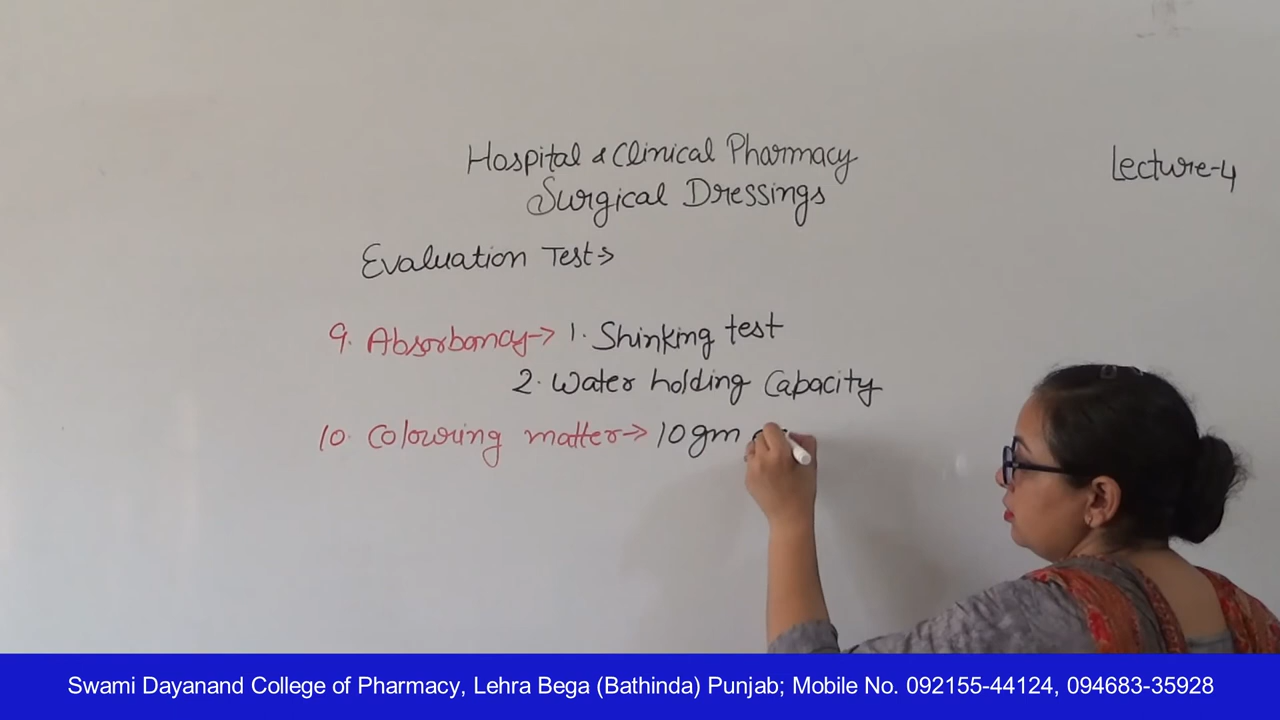 Hospital & Clinical Pharmacy
Lecture-4
Surgical Dressings
Evaluation Test→
9. Absorbancy→ 1. Shinking test
2. Water holding Capacity
10. Colouring matter→ 10gm
Swami Dayanand College of Pharmacy, Lehra Bega (Bathinda) Punjab; Mobile No. 092155-44124, 094683-35928